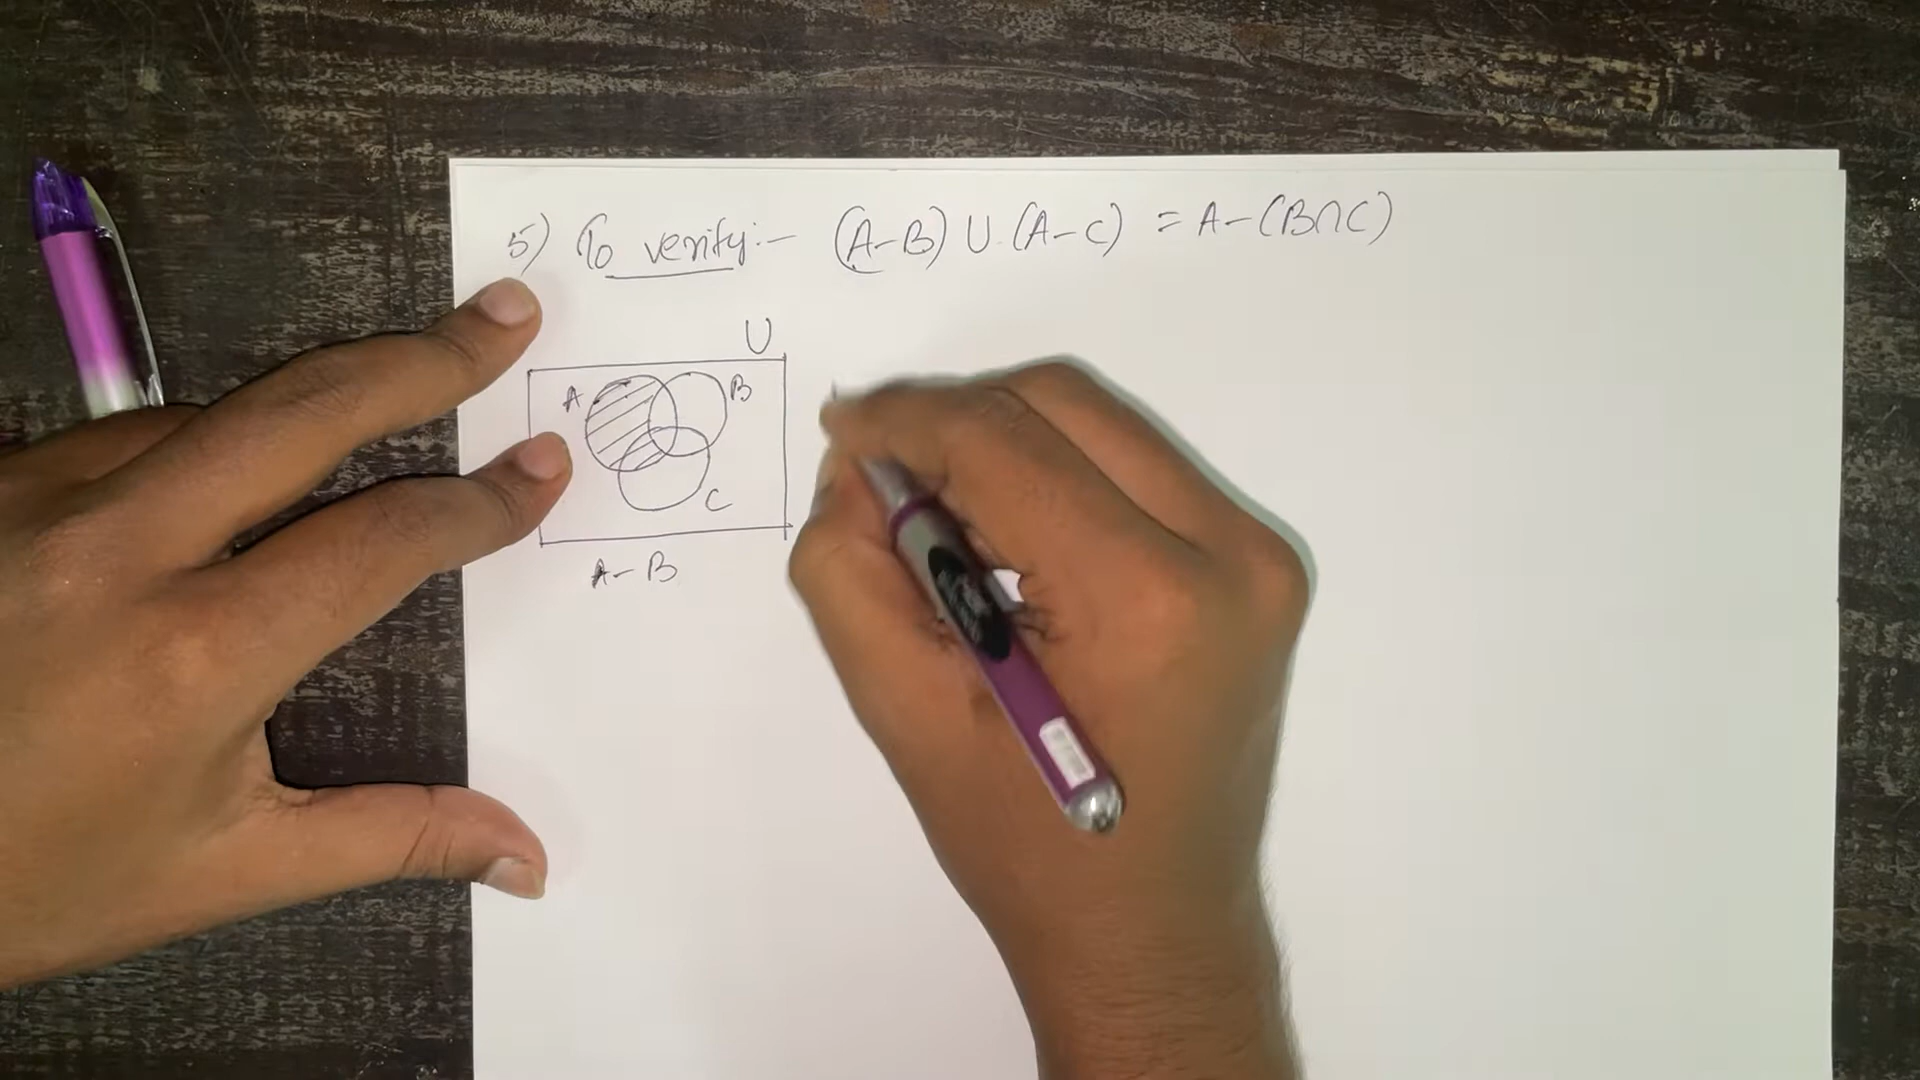 5) To verify:- (A-B) U (A-C) = A-(B∩C)
U
A B
C
A-B